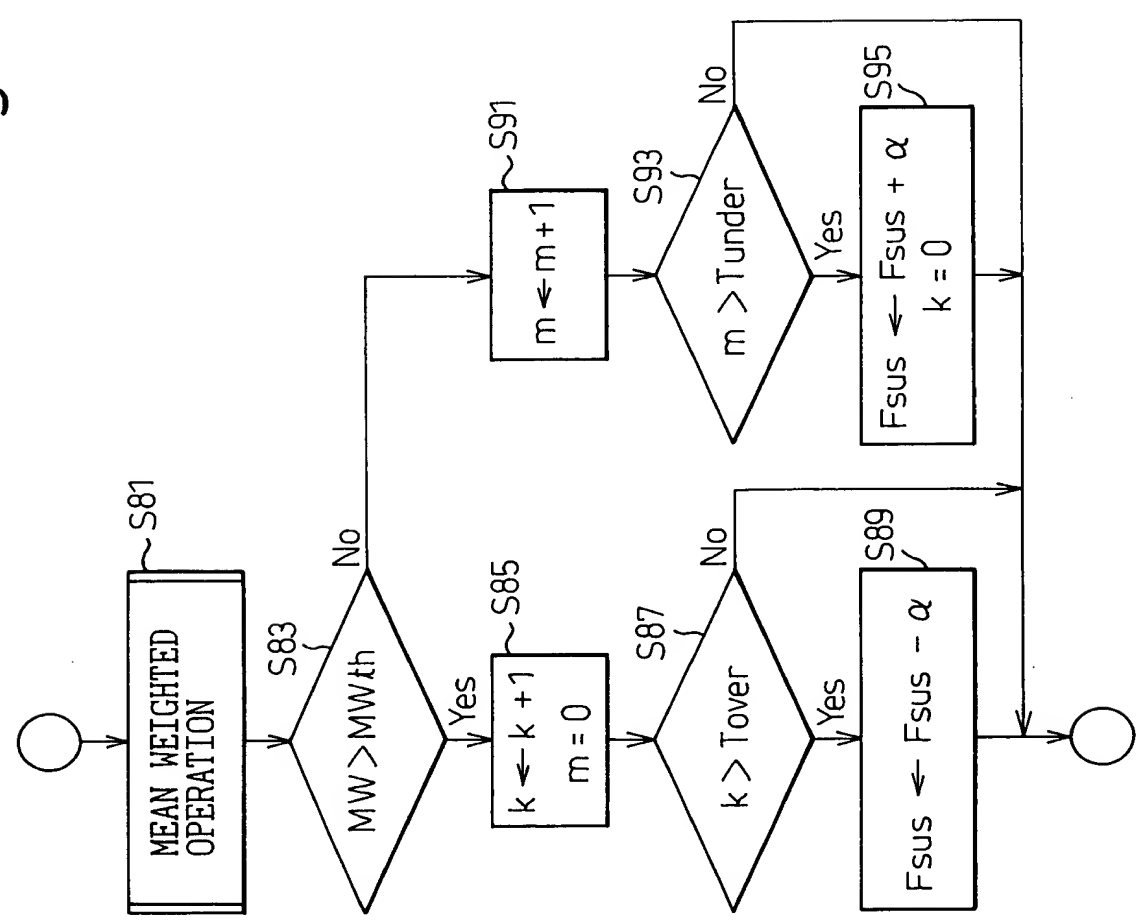 S81
MEAN WEIGHTED
OPERATION
S83
MW > MWth
No
Yes
S85
k ← k + 1
m = 0
S87
k > Tover
No
Yes
S89
Fsus ← Fsus − α
S91
m ← m + 1
S93
m > Tunder
No
Yes
S95
Fsus ← Fsus + α
k = 0